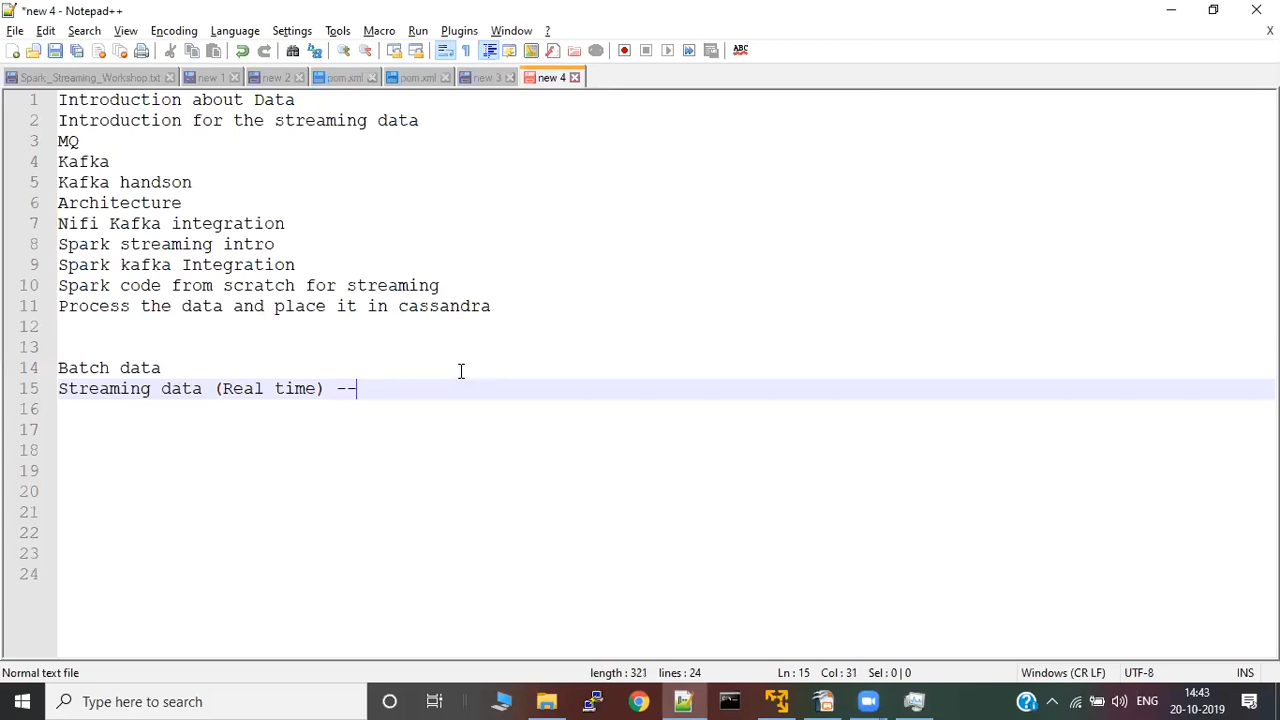 *new 4 - Notepad++
File Edit Search View Encoding Language Settings Tools Macro Run Plugins Window ?
X
ABC
Spark_Streaming_Workshop.txt new 1 new 2 pom.xml pom.xml new 3 new 4
1 Introduction about Data
2 Introduction for the streaming data
3 MQ
4 Kafka
5 Kafka handson
6 Architecture
7 Nifi Kafka integration
8 Spark streaming intro
9 Spark kafka Integration
10 Spark code from scratch for streaming
11 Process the data and place it in cassandra
12
13
14 Batch data
15 Streaming data (Real time) --
16
17
18
19
20
21
22
23
24
Normal text file length : 321 lines : 24 Ln : 15 Col : 31 Sel : 0 | 0 Windows (CR LF) UTF-8 INS
Type here to search
ENG
14:43
20-10-2019